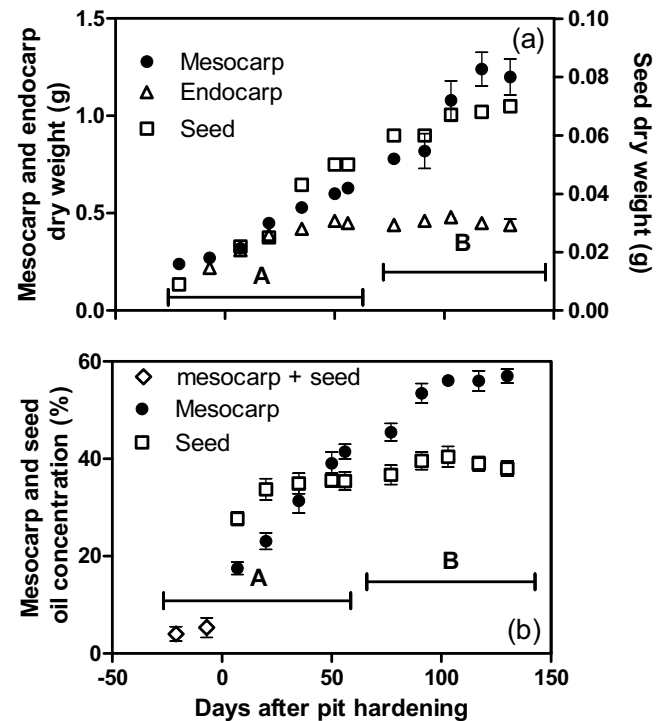 1.5
1.0
0.5
0.0
Mesocarp and endocarp
dry weight (g)
(a)
Mesocarp
Endocarp
Seed
A
B
0.10
0.08
0.06
0.04
0.02
0.00
Seed dry weight (g)
60
40
20
0
Mesocarp and seed
oil concentration (%)
mesocarp + seed
Mesocarp
Seed
A
B
(b)
-50 0 50 100 150
Days after pit hardening